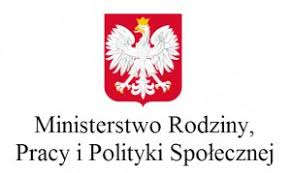 Ministerstwo Rodziny,
Pracy i Polityki Społecznej